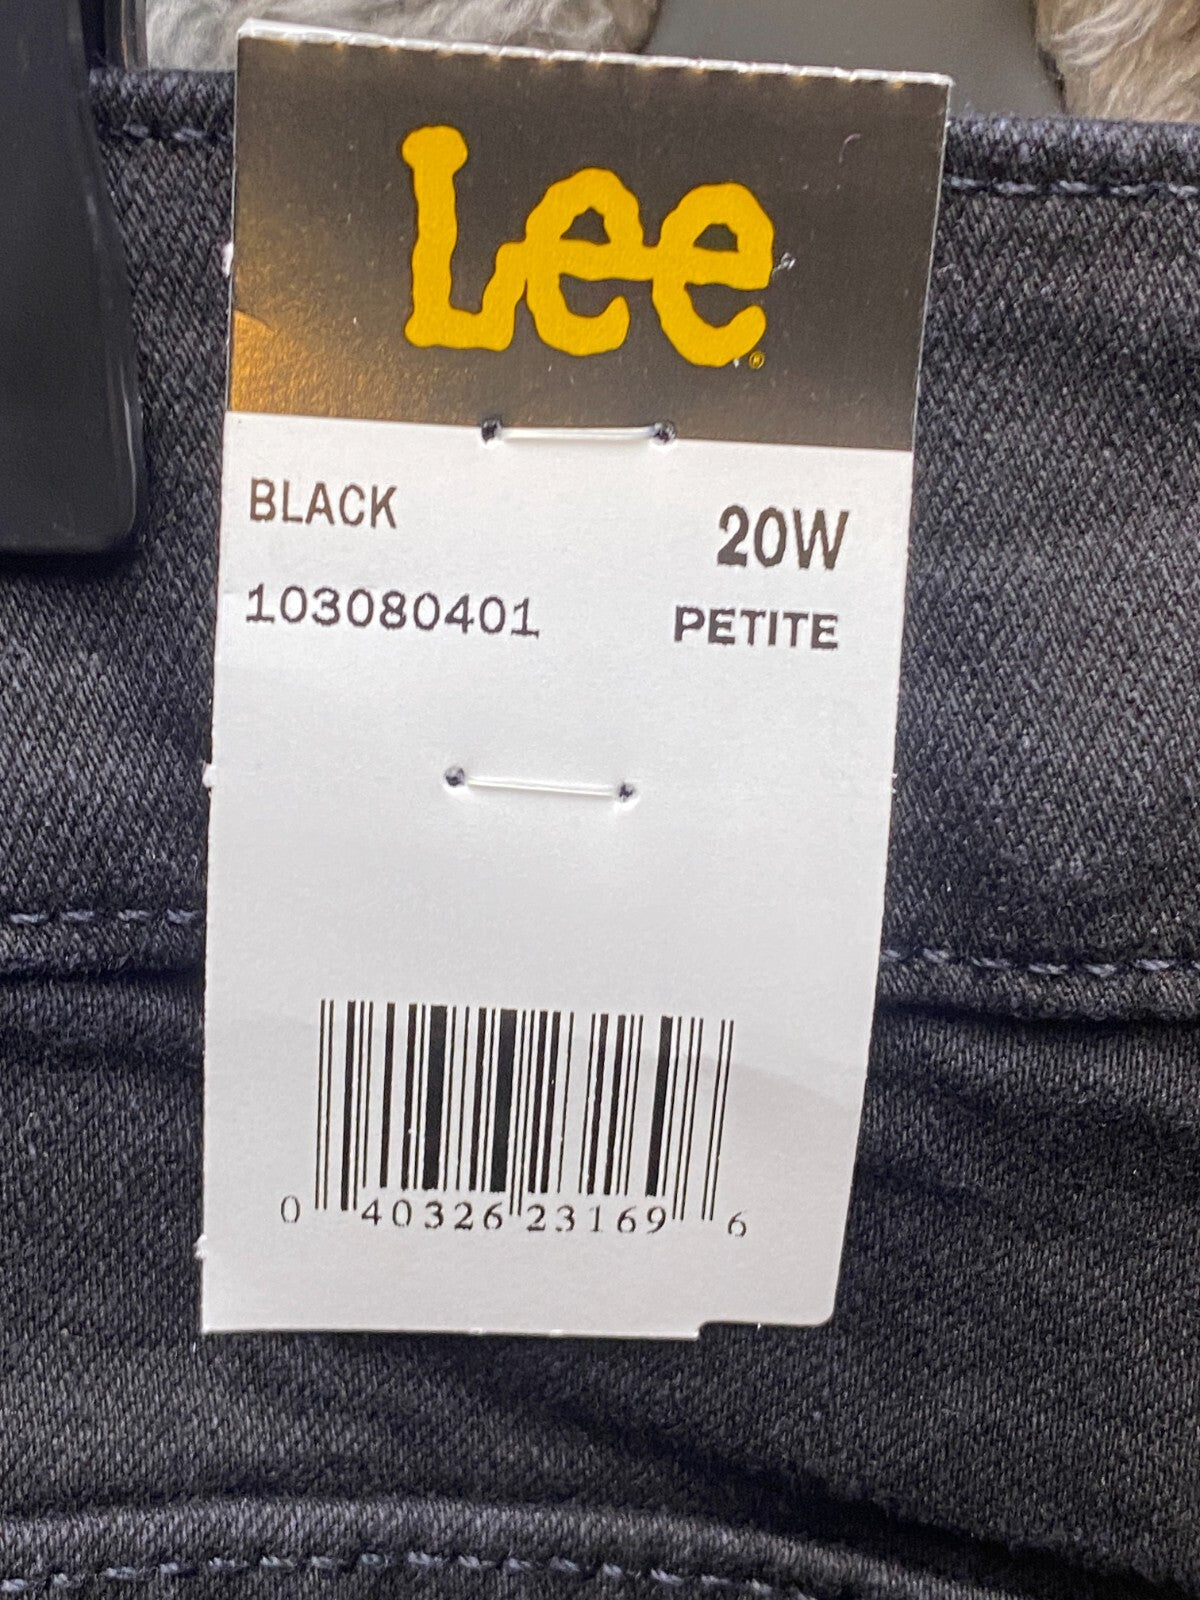 Lee®
BLACK
20W
103080401
PETITE
0 40326 23169 6